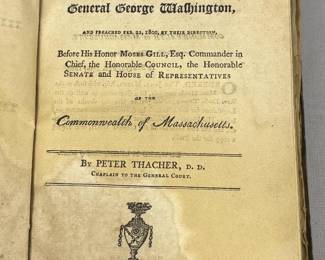 General George Washington,
AND PREACHED FEB. 21, 1800, BY THEIR DIRECTION,
Before His Honor MOSES GILL, Esq. Commander in
Chief, the Honorable COUNCIL, the Honorable
SENATE and HOUSE of REPRESENTATIVES
OF THE
Commonwealth of Massachusetts.
BY PETER THACHER, D. D.
CHAPLAIN TO THE GENERAL COURT.